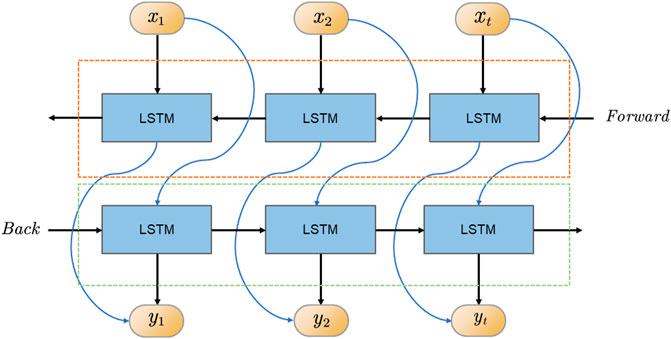 x₁ x₂ xₜ
LSTM LSTM LSTM Forward
Back LSTM LSTM LSTM
y₁ y₂ yₜ